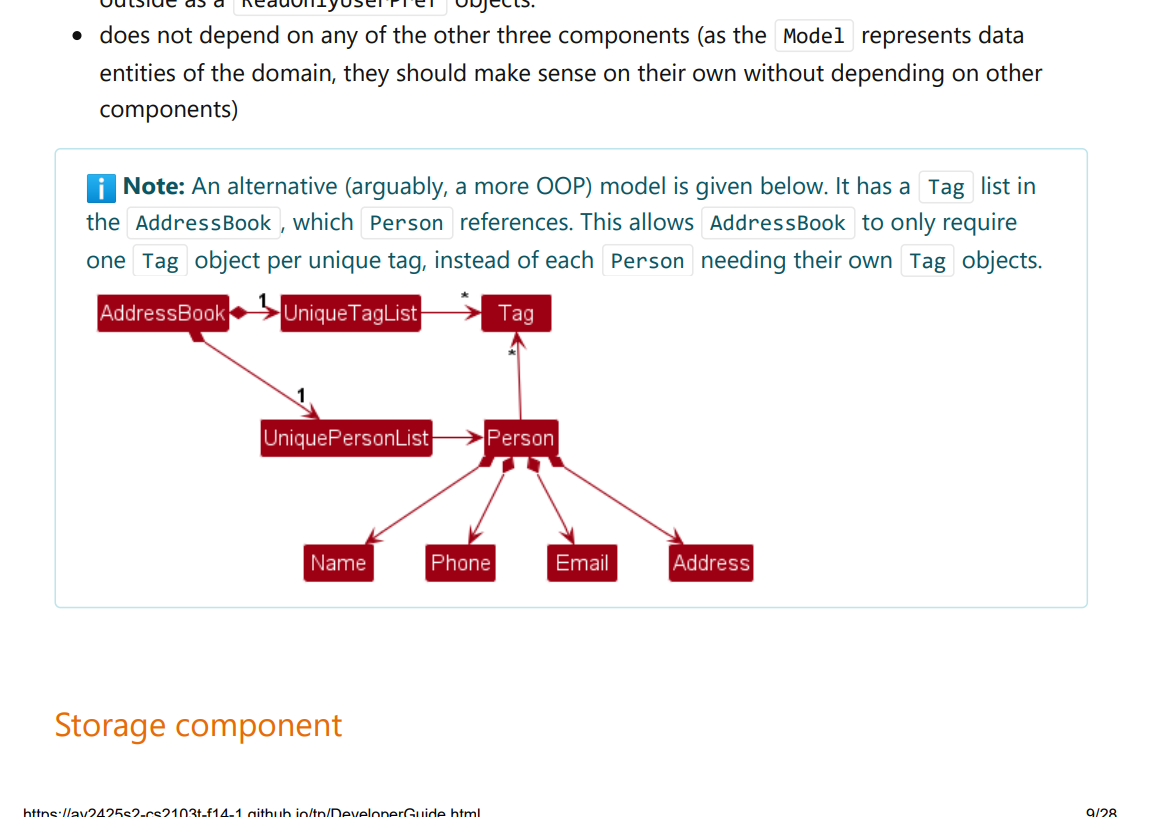 outside as a ReadOnlyUserPref objects.
• does not depend on any of the other three components (as the Model represents data
entities of the domain, they should make sense on their own without depending on other
components)
Note: An alternative (arguably, a more OOP) model is given below. It has a Tag list in
the AddressBook , which Person references. This allows AddressBook to only require
one Tag object per unique tag, instead of each Person needing their own Tag objects.
AddressBook 1 UniqueTagList * Tag
*
1
UniquePersonList Person
Name Phone Email Address
Storage component
https://ay2425s2-cs2103t-f14-1.github.io/tp/DeveloperGuide.html 9/28